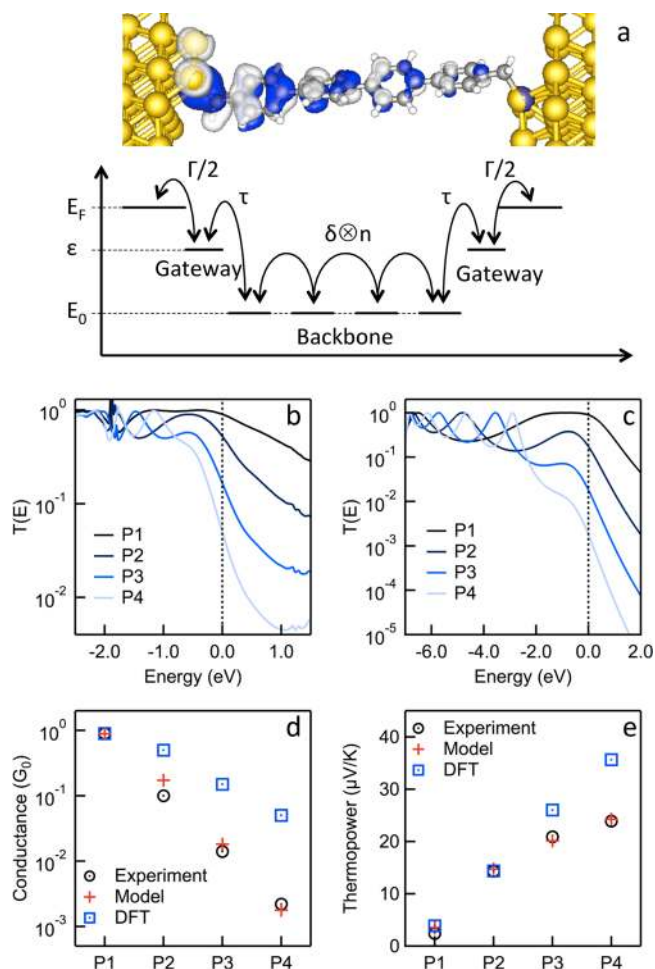 a
Γ/2
τ
δ⊗n
τ
Γ/2
E_F
ε
Gateway
Gateway
E_0
Backbone
b
10^0
10^-1
10^-2
T(E)
P1
P2
P3
P4
-2.0 -1.0 0.0 1.0
Energy (eV)
c
10^0
10^-1
10^-2
10^-3
10^-4
10^-5
T(E)
P1
P2
P3
P4
-6.0 -4.0 -2.0 0.0 2.0
Energy (eV)
d
10^0
10^-1
10^-2
10^-3
Conductance (G_0)
Experiment
Model
DFT
P1 P2 P3 P4
e
40
30
20
10
0
Thermopower (µV/K)
Experiment
Model
DFT
P1 P2 P3 P4